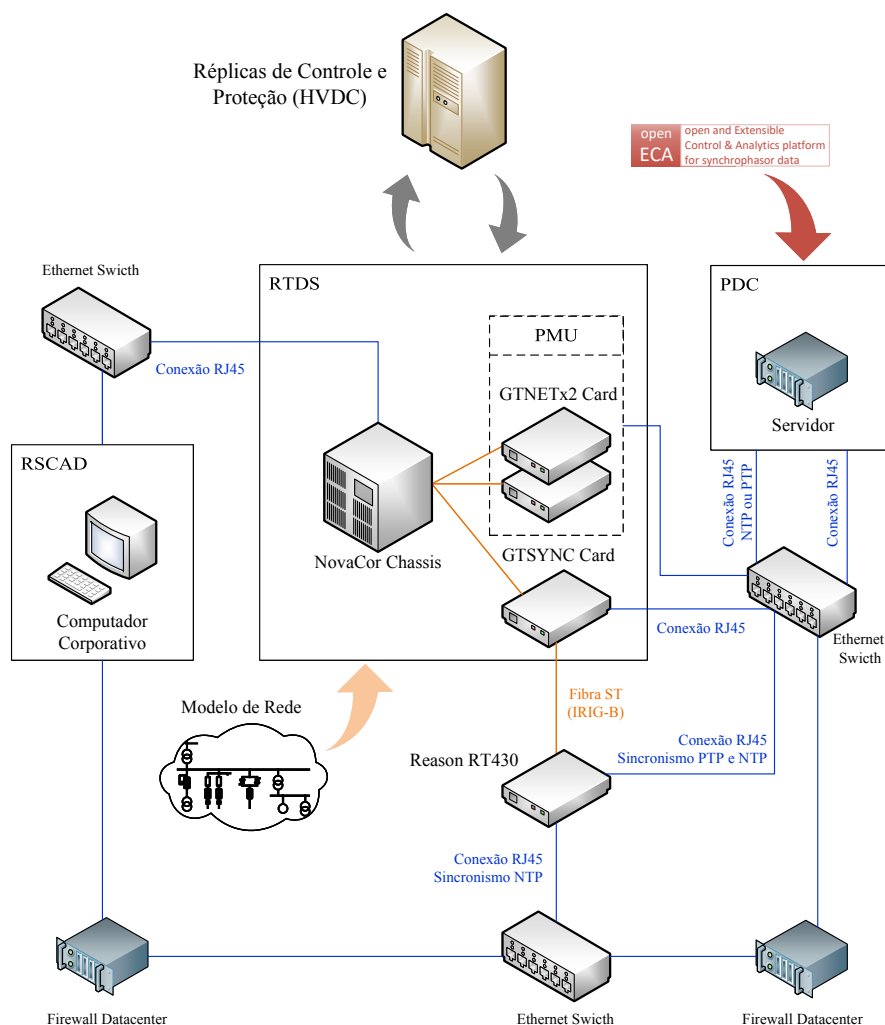 Réplicas de Controle e
Proteção (HVDC)
open
ECA
open and Extensible
Control & Analytics platform
for synchrophasor data
Ethernet Swicth
RTDS
PDC
PMU
Conexão RJ45
GTNETx2 Card
Servidor
RSCAD
Conexão RJ45
NTP ou PTP
Conexão RJ45
NovaCor Chassis
GTSYNC Card
Computador
Corporativo
Conexão RJ45
Ethernet
Swicth
Fibra ST
(IRIG-B)
Modelo de Rede
Conexão RJ45
Sincronismo PTP e NTP
Reason RT430
Conexão RJ45
Sincronismo NTP
Firewall Datacenter
Ethernet Swicth
Firewall Datacenter